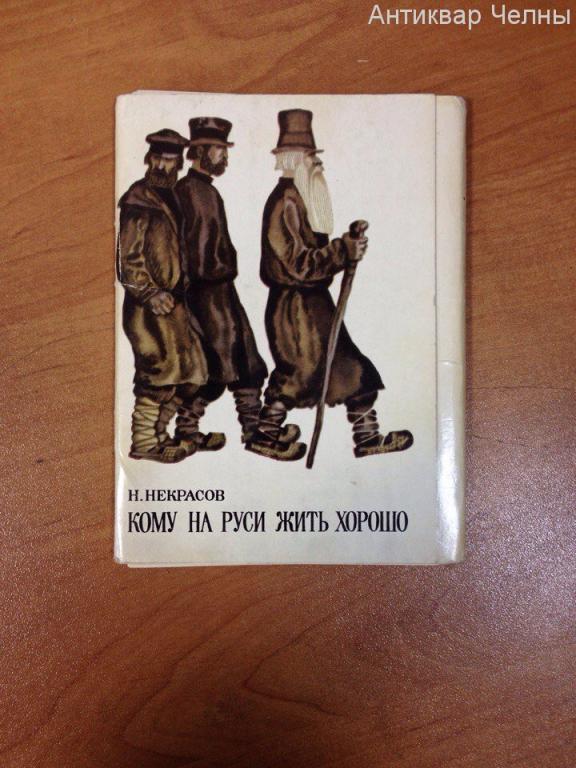 Антиквар Челны
Н. НЕКРАСОВ
КОМУ НА РУСИ ЖИТЬ ХОРОШО